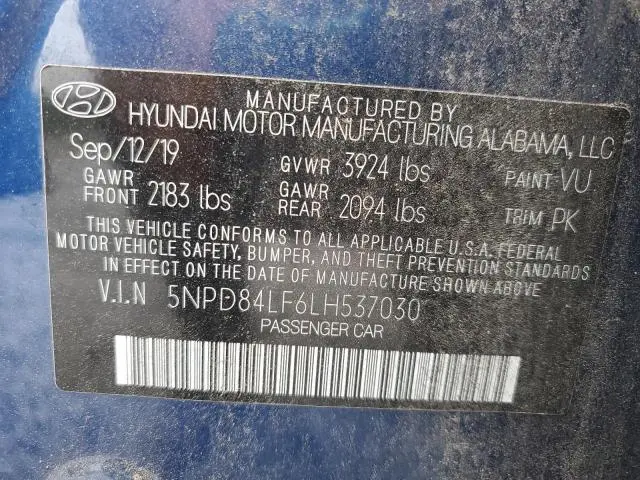 MANUFACTURED BY
HYUNDAI MOTOR MANUFACTURING ALABAMA, LLC
Sep/12/19 GVWR 3924 lbs PAINT VU
GAWR FRONT 2183 lbs GAWR REAR 2094 lbs TRIM PK
THIS VEHICLE CONFORMS TO ALL APPLICABLE U.S.A. FEDERAL
MOTOR VEHICLE SAFETY, BUMPER, AND THEFT PREVENTION STANDARDS
IN EFFECT ON THE DATE OF MANUFACTURE SHOWN ABOVE.
V.I.N 5NPD84LF6LH537030
PASSENGER CAR